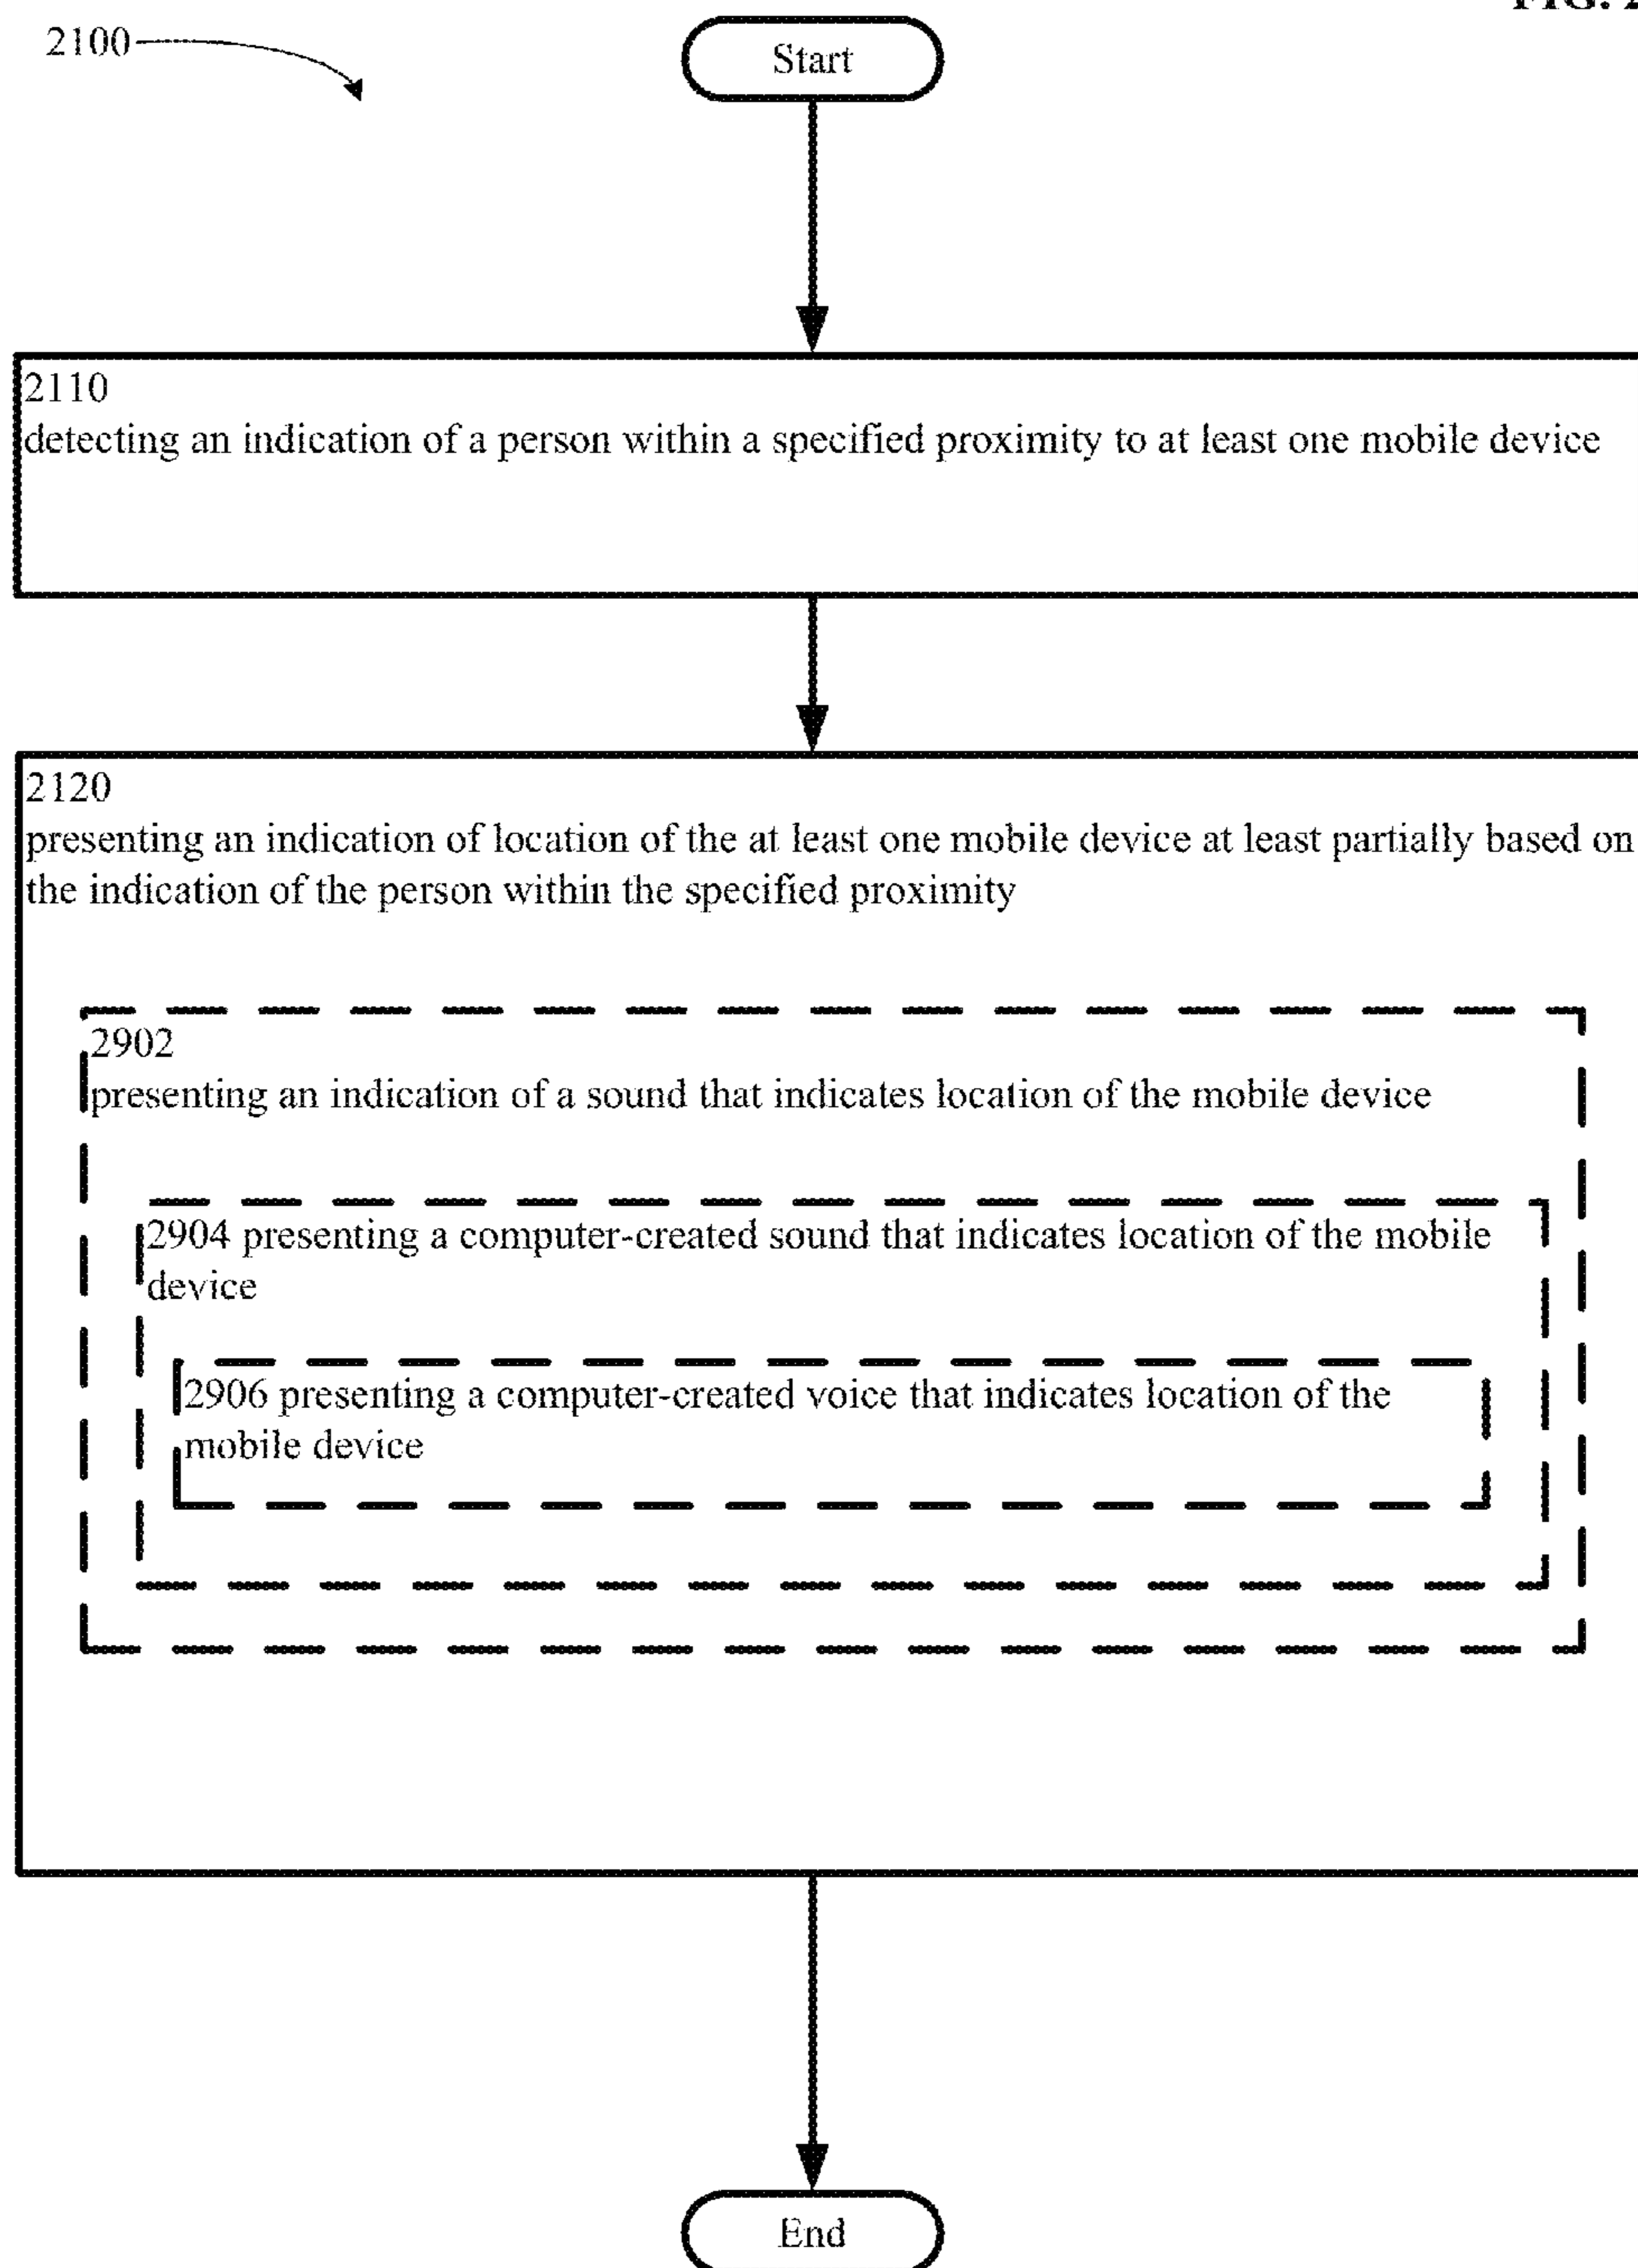 FIG. 2
2100
Start
2110
detecting an indication of a person within a specified proximity to at least one mobile device
2120
presenting an indication of location of the at least one mobile device at least partially based on
the indication of the person within the specified proximity
2902
presenting an indication of a sound that indicates location of the mobile device
2904 presenting a computer-created sound that indicates location of the mobile
device
2906 presenting a computer-created voice that indicates location of the
mobile device
End